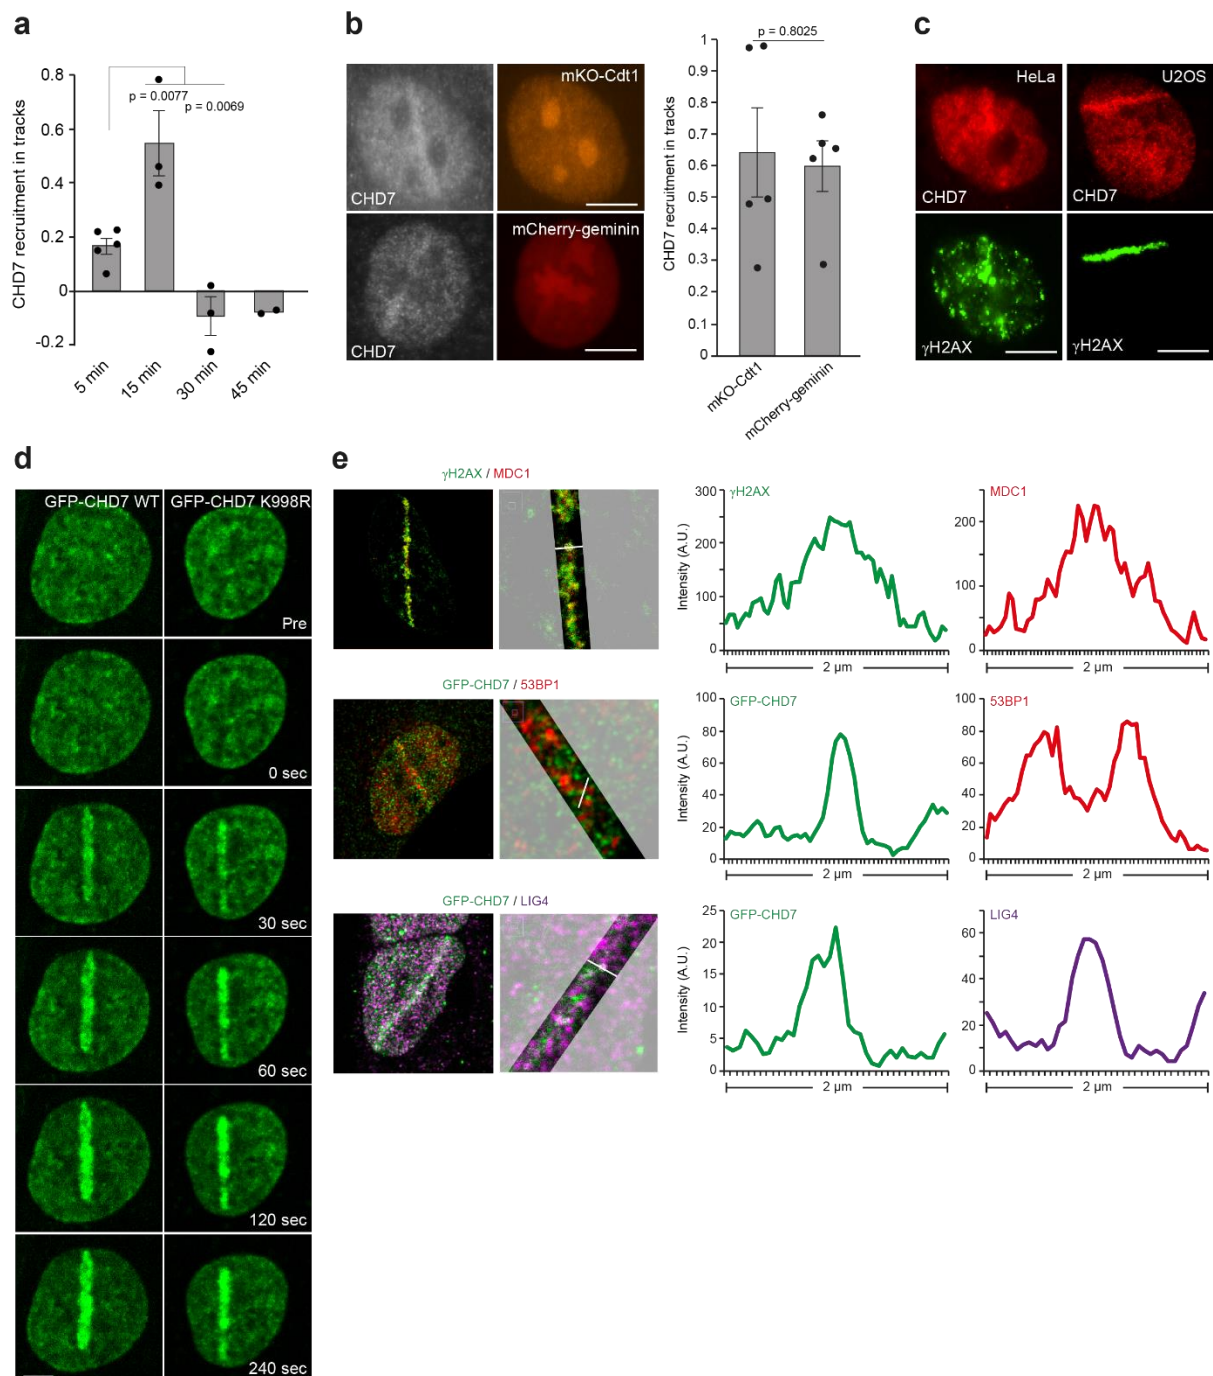 a
CHD7 recruitment in tracks
0.8
0.6
0.4
0.2
0
-0.2
p = 0.0077
p = 0.0069
5 min
15 min
30 min
45 min
b
CHD7
mKO-Cdt1
CHD7
mCherry-geminin
CHD7 recruitment in tracks
p = 0.8025
1
0.9
0.8
0.7
0.6
0.5
0.4
0.3
0.2
0.1
0
mKO-Cdt1
mCherry-geminin
c
HeLa
CHD7
U2OS
CHD7
γH2AX
γH2AX
d
GFP-CHD7 WT
GFP-CHD7 K998R
Pre
0 sec
30 sec
60 sec
120 sec
240 sec
e
γH2AX / MDC1
γH2AX
Intensity (A.U.)
300
200
100
0
2 µm
MDC1
200
100
0
2 µm
GFP-CHD7 / 53BP1
GFP-CHD7
Intensity (A.U.)
100
80
60
40
20
0
2 µm
53BP1
100
80
60
40
20
0
2 µm
GFP-CHD7 / LIG4
GFP-CHD7
Intensity (A.U.)
25
20
15
10
5
0
2 µm
LIG4
60
40
20
0
2 µm